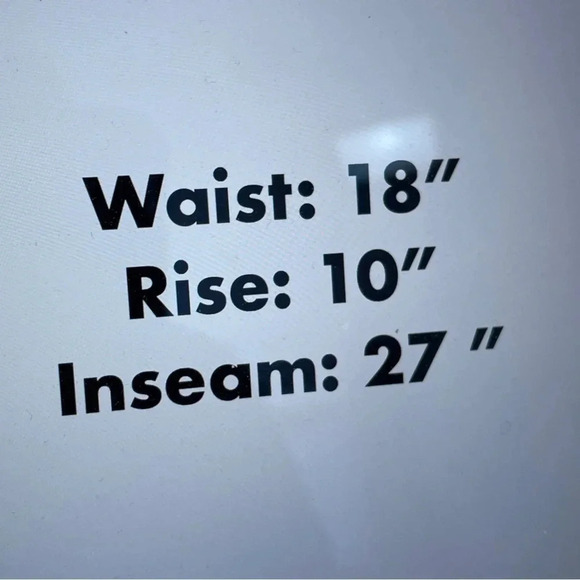 Waist: 18"
Rise: 10"
Inseam: 27 "